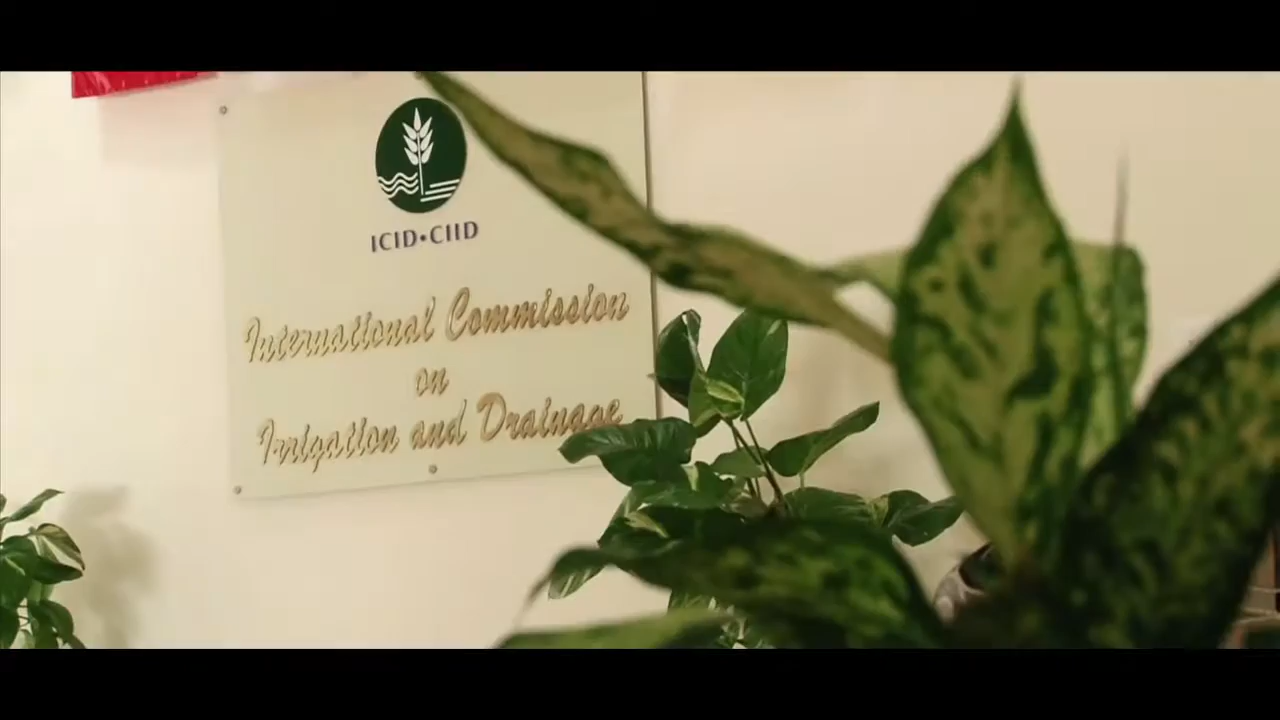 ICID•CIID
International Commission
on
Irrigation and Drainage